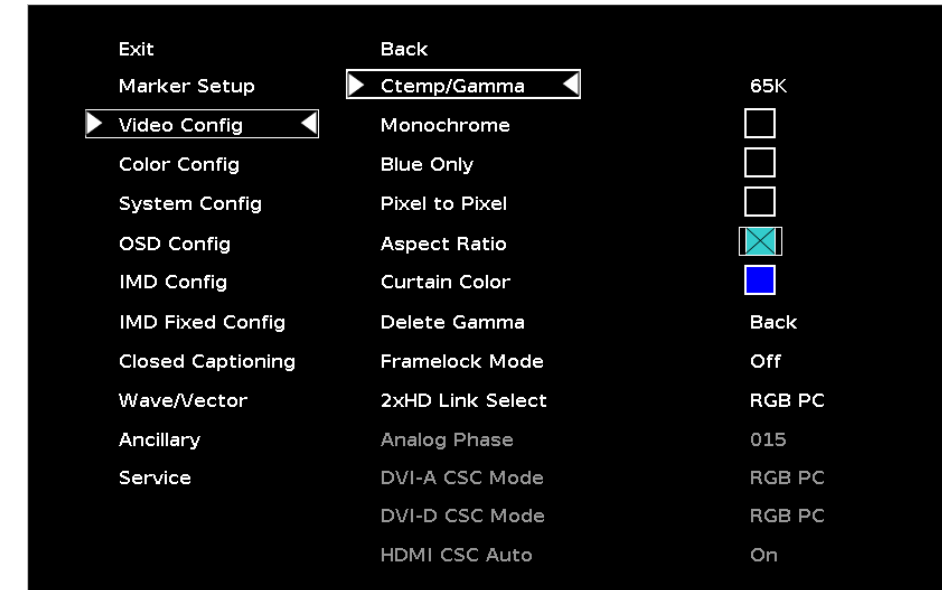 Exit Back
Marker Setup Ctemp/Gamma 65K
Video Config Monochrome
Color Config Blue Only
System Config Pixel to Pixel
OSD Config Aspect Ratio
IMD Config Curtain Color
IMD Fixed Config Delete Gamma Back
Closed Captioning Framelock Mode Off
Wave/Vector 2xHD Link Select RGB PC
Ancillary Analog Phase 015
Service DVI-A CSC Mode RGB PC
DVI-D CSC Mode RGB PC
HDMI CSC Auto On